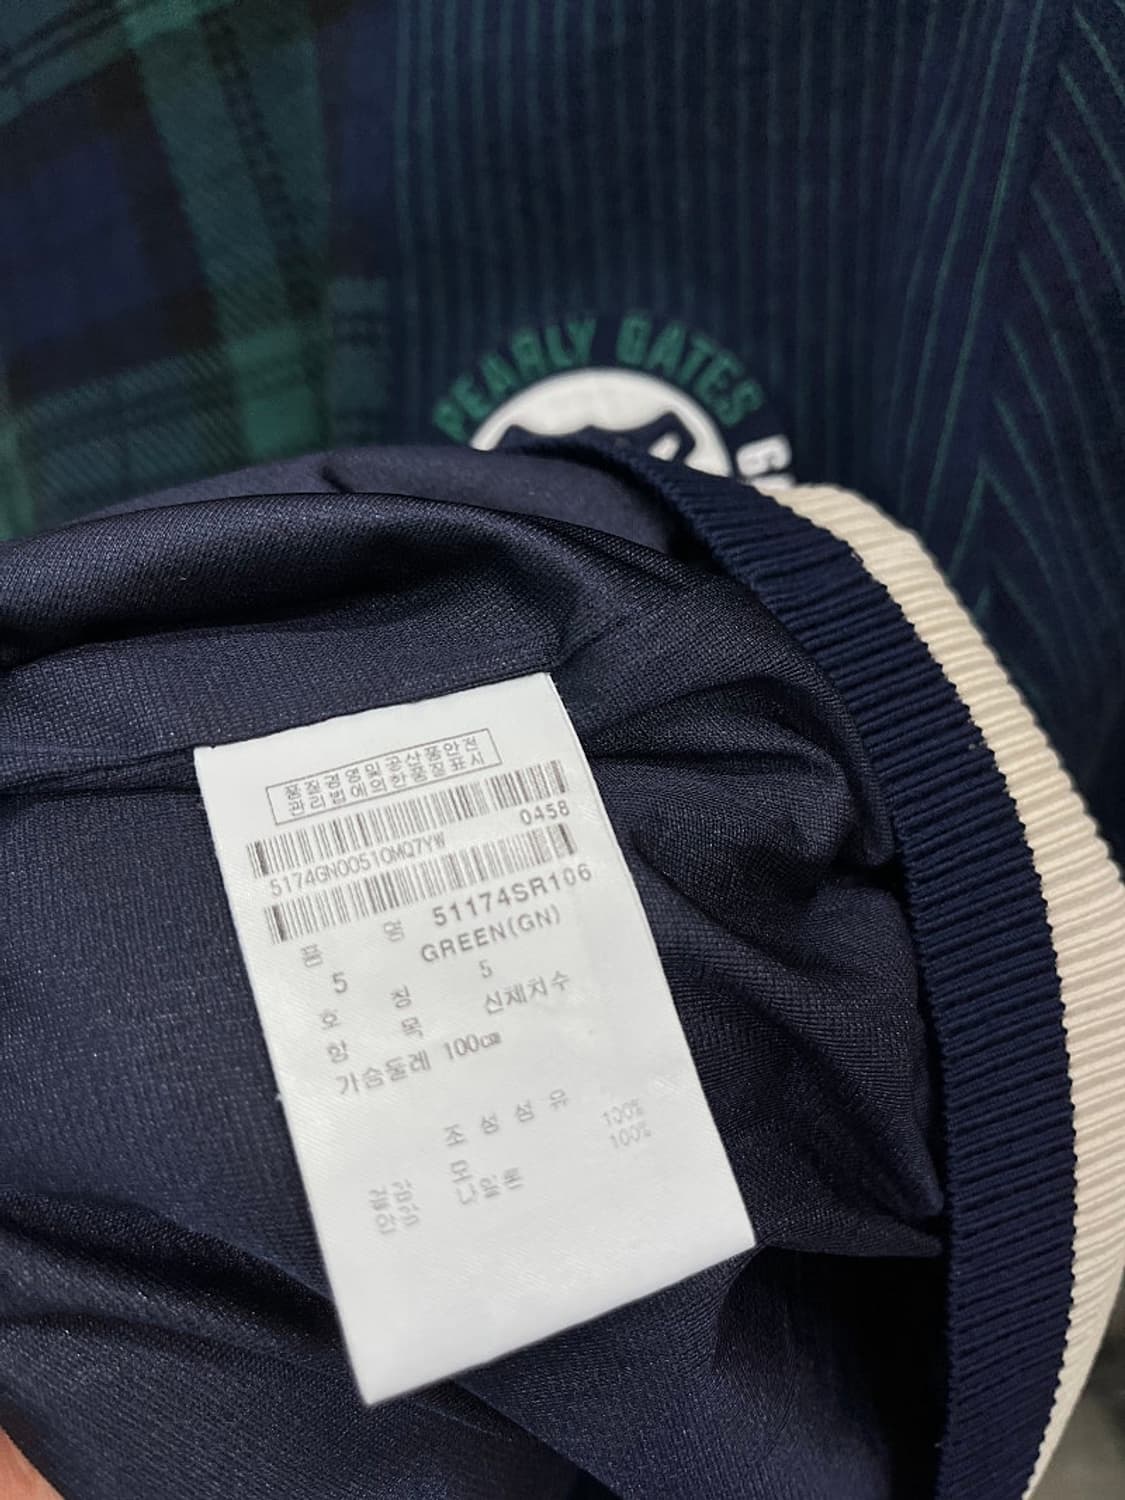 PEARLY GATES
G
품질경영및공산품안전
관리법에의한품질표시
0458
5174GN00510MQ7YW
51174SR106
품 명
GREEN(GN)
5 5
호 칭
신체치수
항 목
가슴둘레 100cm
조 성 섬 유
100%
100%
겉감 모
안감 나일론